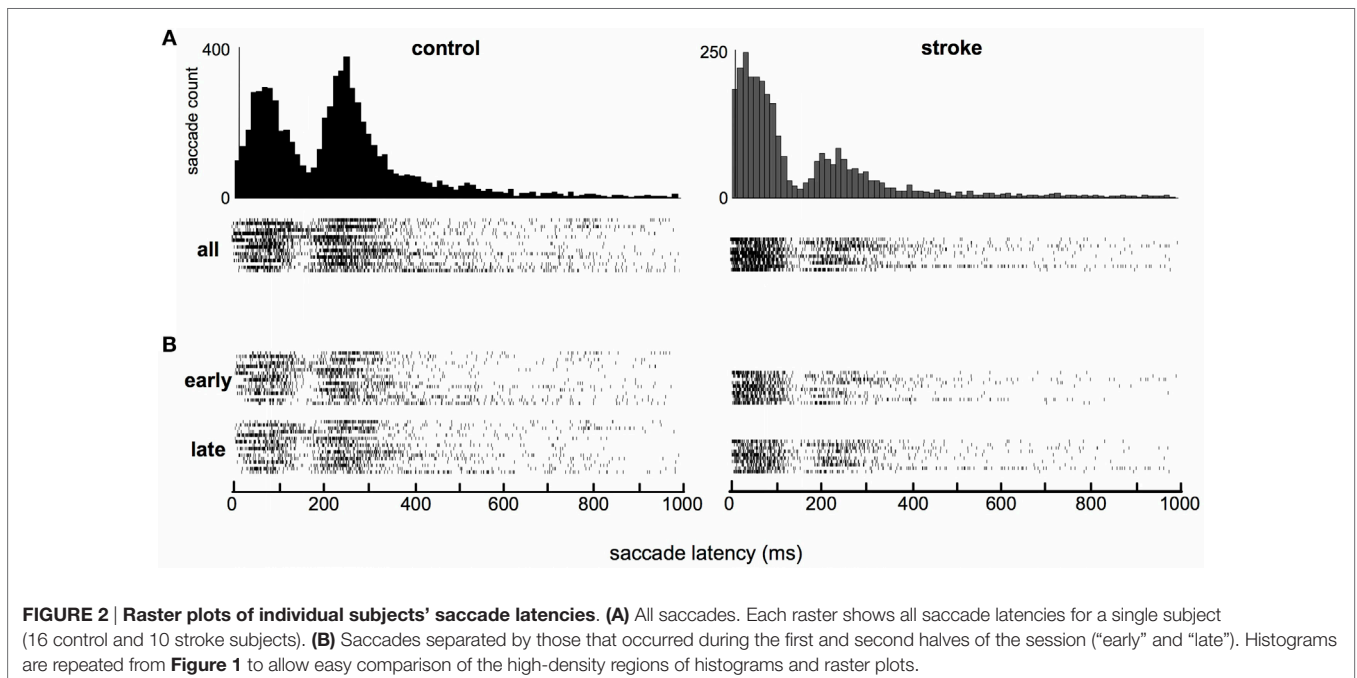 A
control
stroke
400
saccade count
0
250
0
all
B
early
late
0 200 400 600 800 1000
0 200 400 600 800 1000
saccade latency (ms)
FIGURE 2 | Raster plots of individual subjects' saccade latencies. (A) All saccades. Each raster shows all saccade latencies for a single subject
(16 control and 10 stroke subjects). (B) Saccades separated by those that occurred during the first and second halves of the session (“early” and “late”). Histograms
are repeated from Figure 1 to allow easy comparison of the high-density regions of histograms and raster plots.